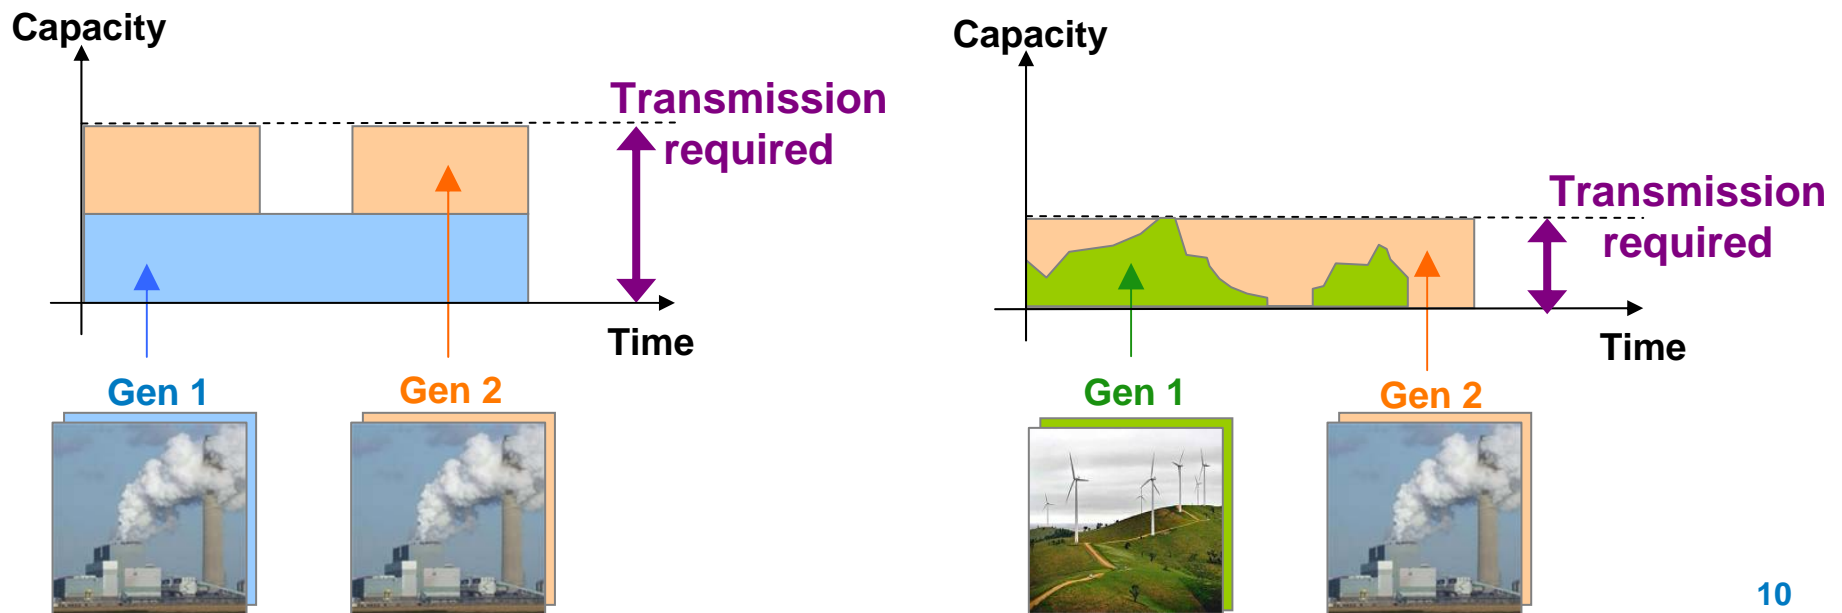 Capacity
Transmission
required
Time
Gen 1
Gen 2
Capacity
Transmission
required
Time
Gen 1
Gen 2
10